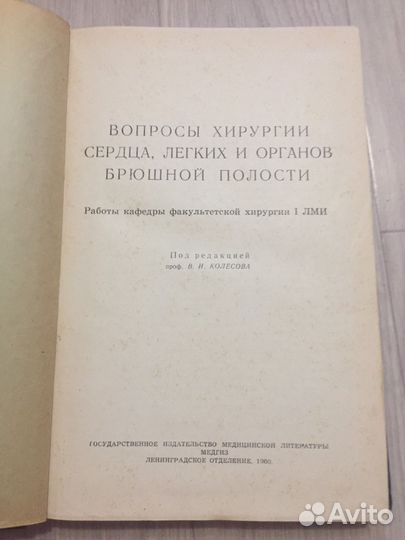 ВОПРОСЫ ХИРУРГИИ
СЕРДЦА, ЛЕГКИХ И ОРГАНОВ
БРЮШНОЙ ПОЛОСТИ
Работы кафедры факультетской хирургии I ЛМИ
Под редакцией
проф. В. И. КОЛЕСОВА
ГОСУДАРСТВЕННОЕ ИЗДАТЕЛЬСТВО МЕДИЦИНСКОЙ ЛИТЕРАТУРЫ
МЕДГИЗ
ЛЕНИНГРАДСКОЕ ОТДЕЛЕНИЕ, 1960.
Avito